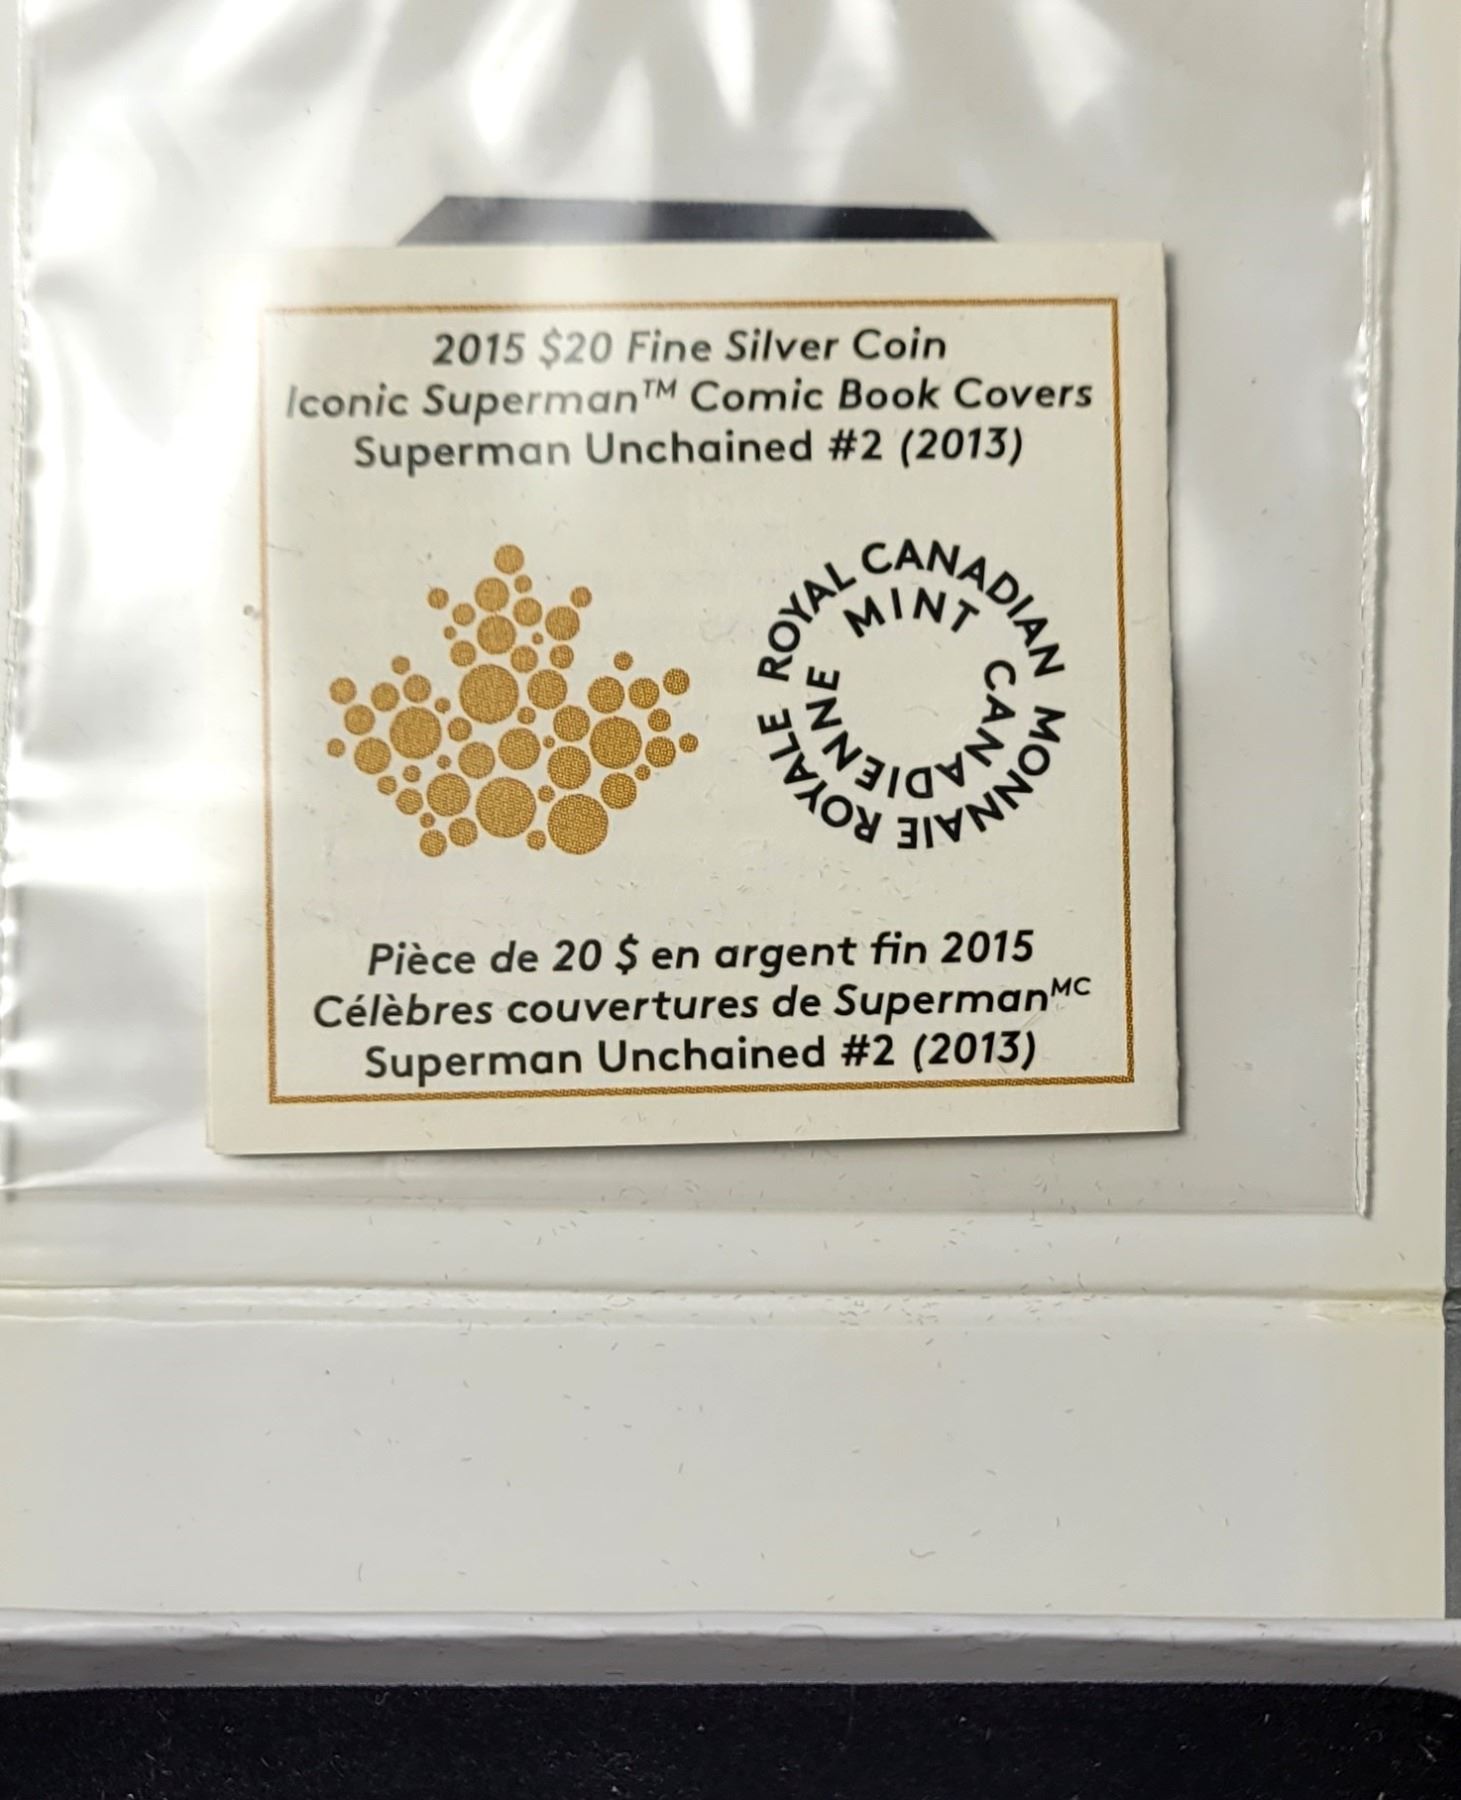 2015 $20 Fine Silver Coin
Iconic Superman™ Comic Book Covers
Superman Unchained #2 (2013)
ROYAL CANADIAN MINT
MONNAIE ROYALE CANADIENNE
Pièce de 20 $ en argent fin 2015
Célèbres couvertures de Superman ᴹᶜ
Superman Unchained #2 (2013)